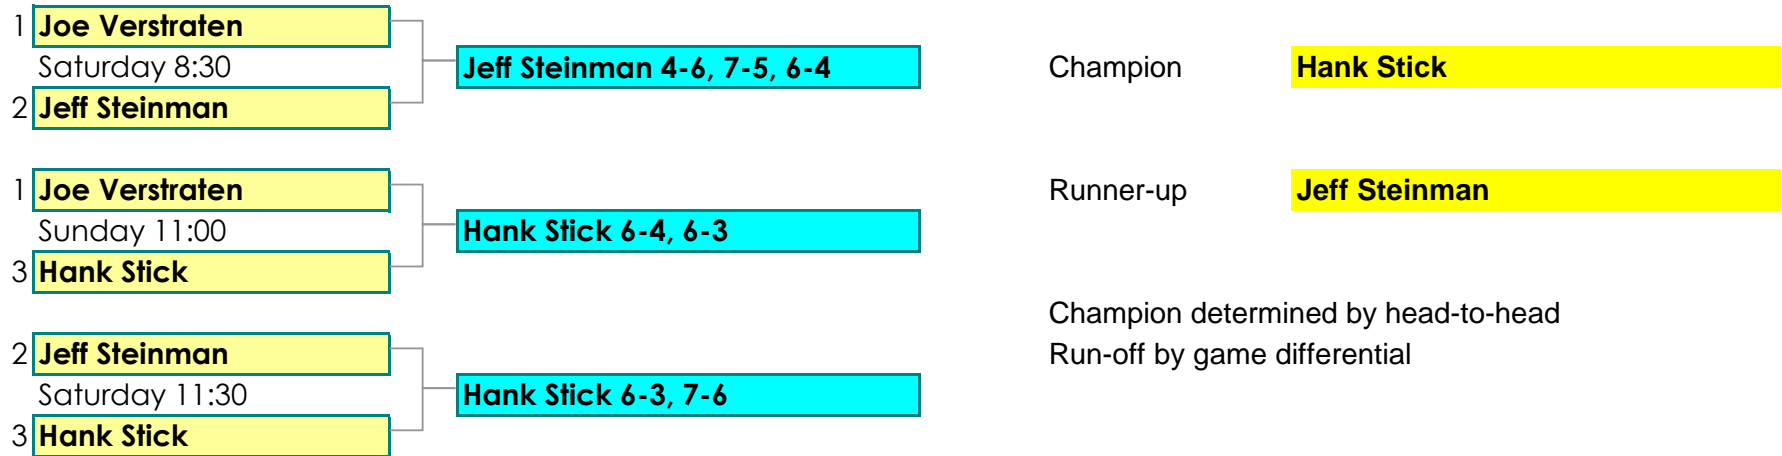 1 Joe Verstraten
Saturday 8:30
2 Jeff Steinman
Jeff Steinman 4-6, 7-5, 6-4
1 Joe Verstraten
Sunday 11:00
3 Hank Stick
Hank Stick 6-4, 6-3
2 Jeff Steinman
Saturday 11:30
3 Hank Stick
Hank Stick 6-3, 7-6
Champion Hank Stick
Runner-up Jeff Steinman
Champion determined by head-to-head
Run-off by game differential